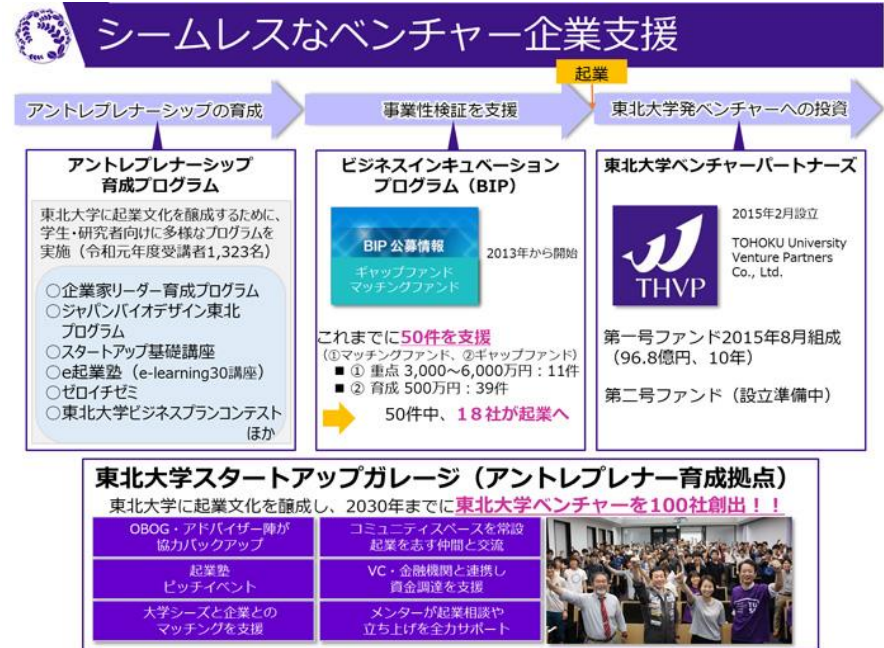 シームレスなベンチャー企業支援
起業
アントレプレナーシップの育成
事業性検証を支援
東北大学発ベンチャーへの投資
アントレプレナーシップ
育成プログラム
東北大学に起業文化を醸成するために、
学生・研究者向けに多様なプログラムを
実施（令和元年度受講者1,323名）
○企業家リーダー育成プログラム
○ジャパンバイオデザイン東北
プログラム
○スタートアップ基礎講座
○e起業塾（e-learning30講座）
○ゼロイチゼミ
○東北大学ビジネスプランコンテスト
ほか
ビジネスインキュベーション
プログラム（BIP）
BIP 公募情報
ギャップファンド
マッチングファンド
2013年から開始
これまでに50件を支援
（①マッチングファンド、②ギャップファンド）
■ ① 重点 3,000～6,000万円：11件
■ ② 育成 500万円：39件
50件中、１８社が起業へ
東北大学ベンチャーパートナーズ
THVP
2015年2月設立
TOHOKU University
Venture Partners
Co., Ltd.
第一号ファンド2015年8月組成
（96.8億円、10年）
第二号ファンド（設立準備中）
東北大学スタートアップガレージ（アントレプレナー育成拠点）
東北大学に起業文化を醸成し、2030年までに東北大学ベンチャーを100社創出！！
OBOG・アドバイザー陣が
協力バックアップ
コミュニティスペースを常設
起業を志す仲間と交流
起業塾
ピッチイベント
VC・金融機関と連携し
資金調達を支援
大学シーズと企業との
マッチングを支援
メンターが起業相談や
立ち上げを全力サポート